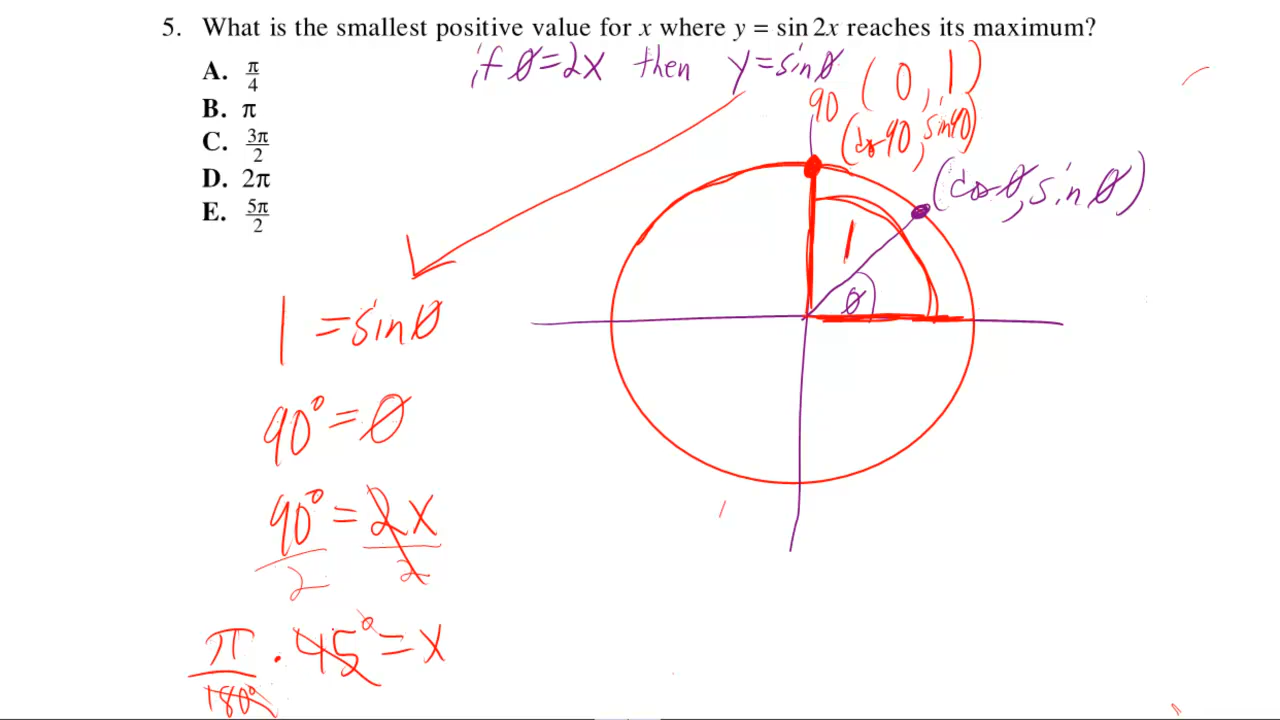 5. What is the smallest positive value for x where y = sin 2x reaches its maximum?
if θ=2x then y=sinθ
A. π/4
B. π
C. 3π/2
D. 2π
E. 5π/2
90 (0, 1)
(cos 90, sin 90)
(cos θ, sin θ)
1
θ
1 = sin θ
90° = θ
90°/2 = 2x/2
π/180° · 45° = x